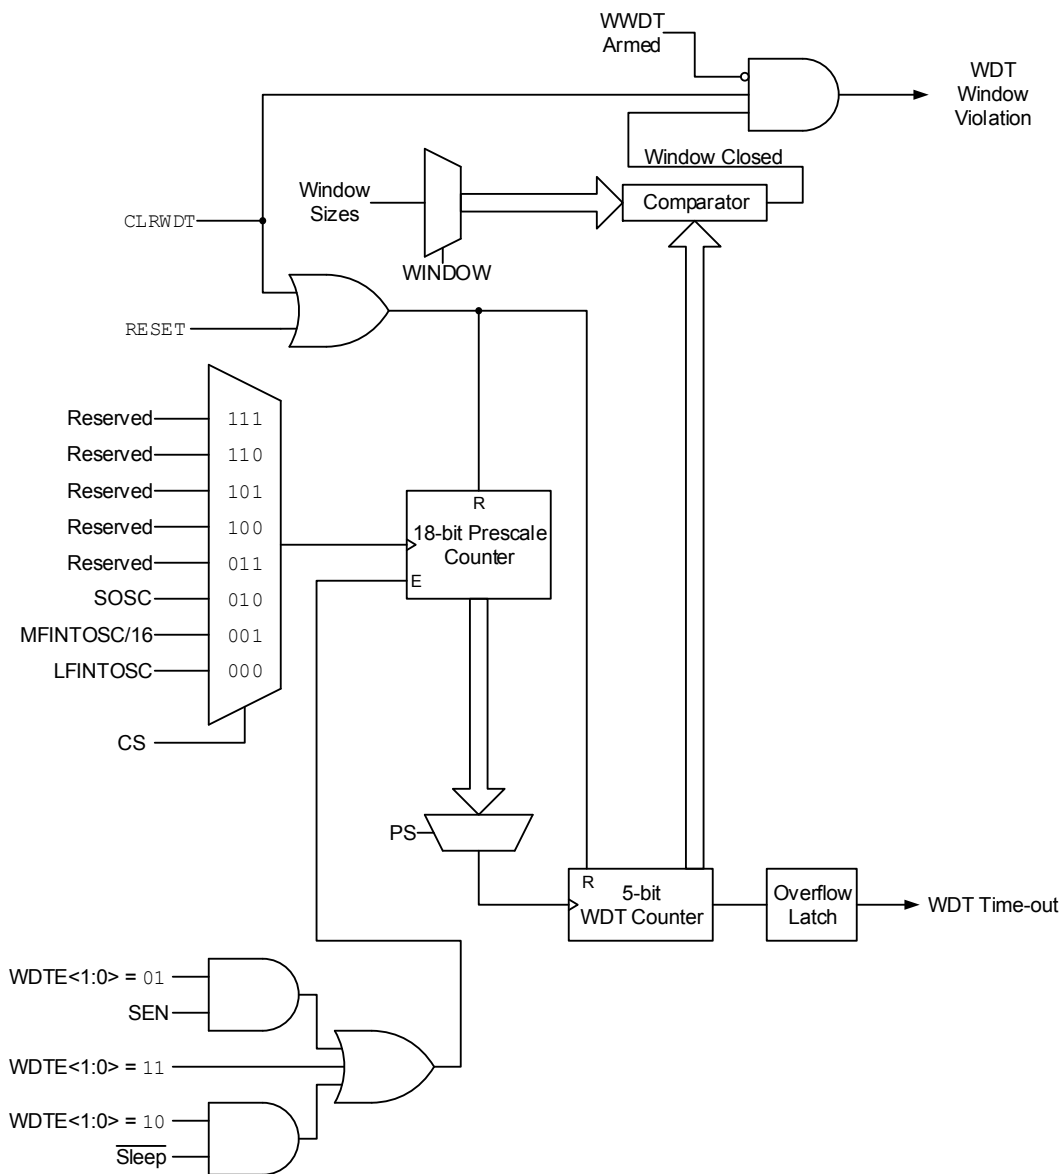 WWDT
Armed
WDT
Window
Violation
Window Closed
Window
Sizes
Comparator
CLRWDT
WINDOW
RESET
Reserved 111
Reserved 110
Reserved 101
Reserved 100
Reserved 011
SOSC 010
MFINTOSC/16 001
LFINTOSC 000
CS
R
18-bit Prescale
Counter
E
PS
R
5-bit
WDT Counter
Overflow
Latch
WDT Time-out
WDTE<1:0> = 01
SEN
WDTE<1:0> = 11
WDTE<1:0> = 10
Sleep